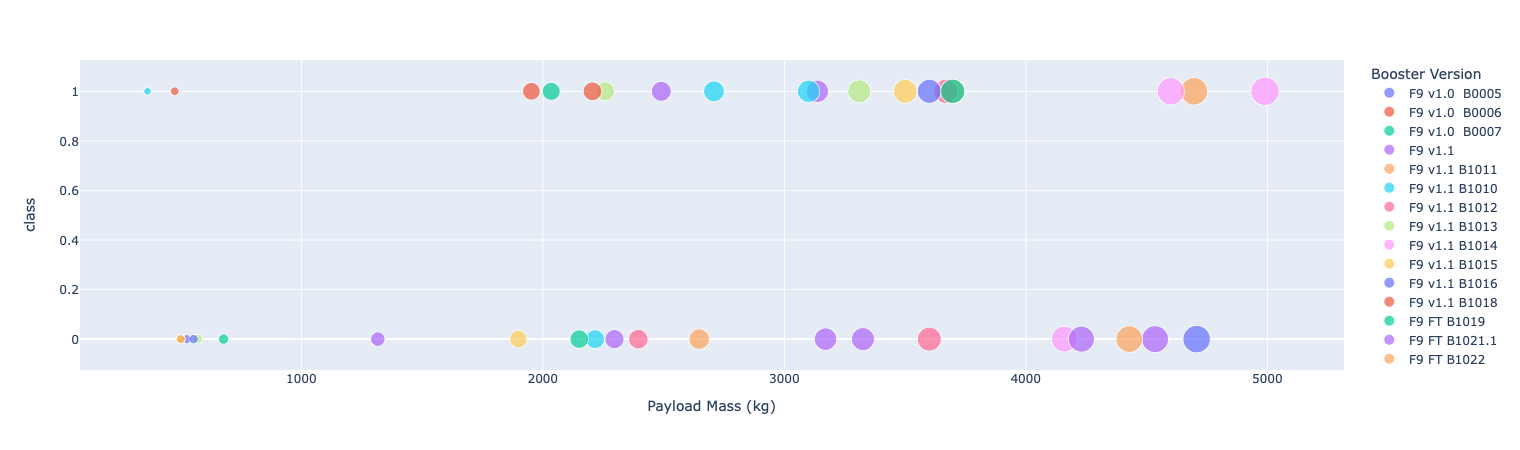 Booster Version
F9 v1.0  B0005
F9 v1.0  B0006
F9 v1.0  B0007
F9 v1.1
F9 v1.1 B1011
F9 v1.1 B1010
F9 v1.1 B1012
F9 v1.1 B1013
F9 v1.1 B1014
F9 v1.1 B1015
F9 v1.1 B1016
F9 v1.1 B1018
F9 FT B1019
F9 FT B1021.1
F9 FT B1022
class
1
0.8
0.6
0.4
0.2
0
1000 2000 3000 4000 5000
Payload Mass (kg)